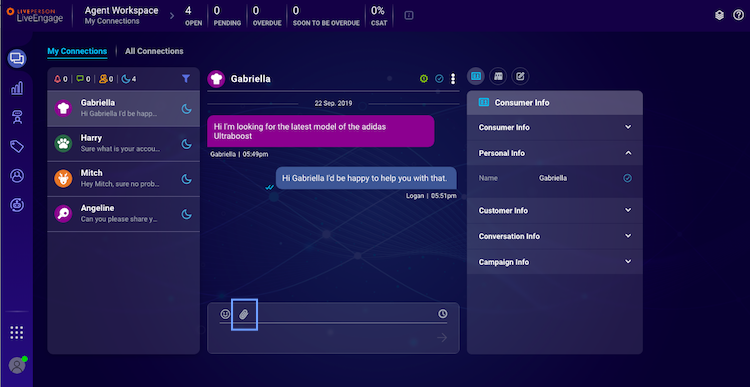 LIVEPERSON
LiveEngage
Agent Workspace
My Connections
4
OPEN
0
PENDING
0
OVERDUE
0
SOON TO BE OVERDUE
0%
CSAT
My Connections
All Connections
0 0 0 4
Gabriella
Hi Gabriella I'd be happ...
Harry
Sure what is your accou...
Mitch
Hey Mitch, sure no prob...
Angeline
Can you please share y...
Gabriella
22 Sep. 2019
Hi I'm looking for the latest model of the adidas
Ultraboost
Gabriella | 05:49pm
Hi Gabriella I'd be happy to help you with that.
Logan | 05:51pm
Consumer Info
Consumer Info
Personal Info
Name Gabriella
Customer Info
Conversation Info
Campaign Info